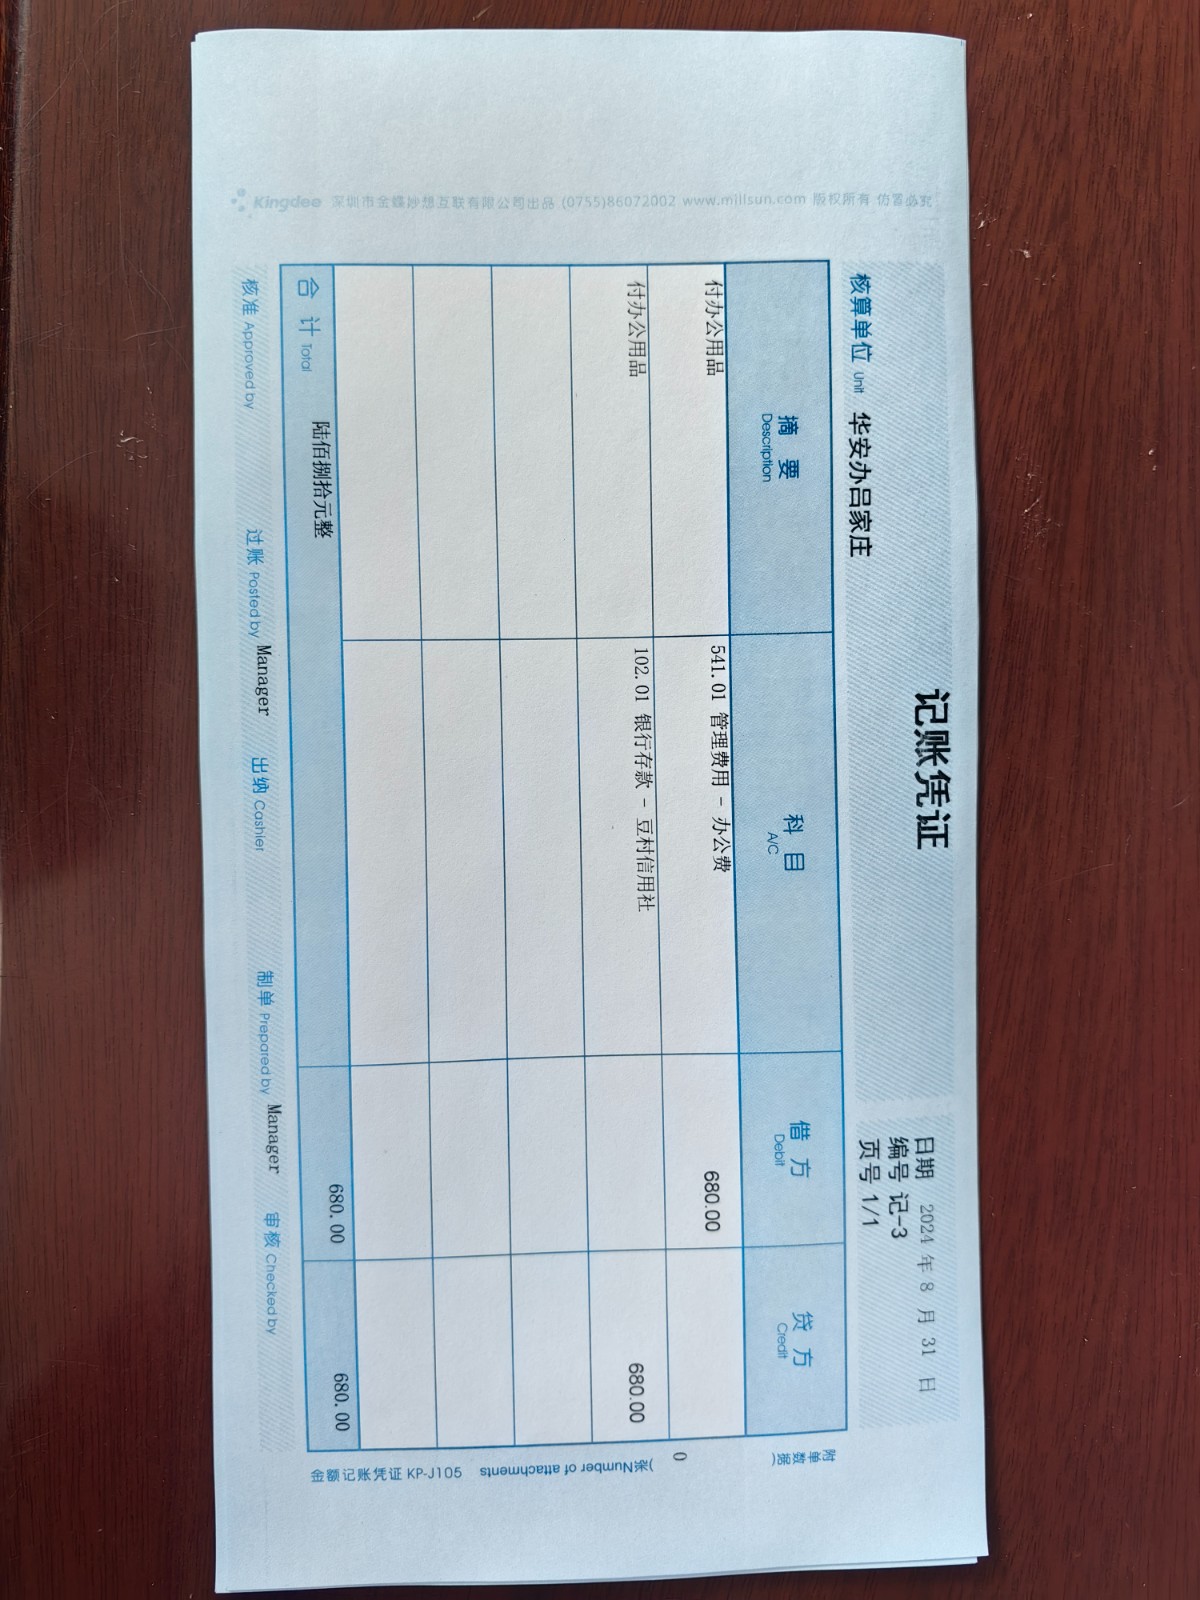 记账凭证
日期 2024 年 8 月 31 日
编号 记-3
页号 1/1
核算单位 Unit 华安办吕家庄
摘 要 科 目 借 方 贷 方
Description A/C Debit Credit
付办公用品 541.01 管理费用 - 办公费 680.00
付办公用品 102.01 银行存款 - 豆村信用社 680.00
合 计 Total 陆佰捌拾元整 680.00 680.00
核准 Approved by 过账 Posted by Manager 出纳 Cashier 制单 Prepared by Manager 审核 Checked by
附单数据( 0 张Number of attachments)
金额记账凭证 KP-J105
Kingdee 深圳市金蝶妙想互联有限公司出品 (0755)86072002 www.millsun.com 版权所有 仿冒必究